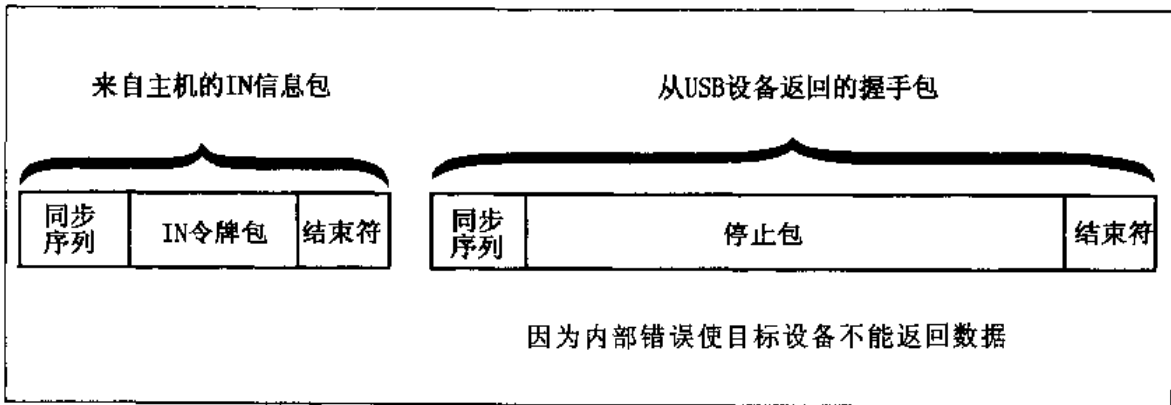 来自主机的IN信息包
从USB设备返回的握手包
同步
序列
IN令牌包
结束符
同步
序列
停止包
结束符
因为内部错误使目标设备不能返回数据